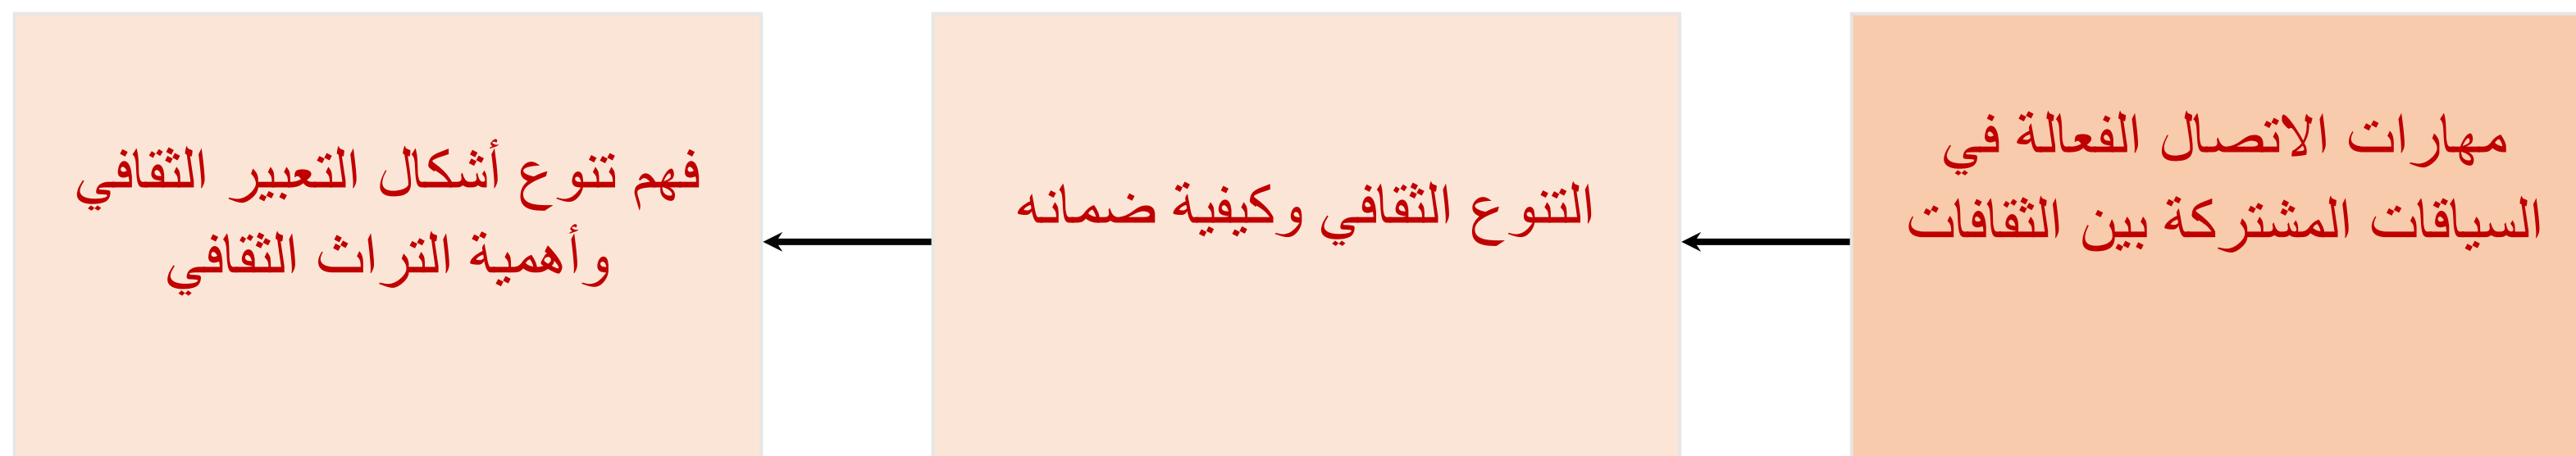 مهارات الاتصال الفعالة في
السياقات المشتركة بين الثقافات
التنوع الثقافي وكيفية ضمانه
فهم تنوع أشكال التعبير الثقافي
وأهمية التراث الثقافي